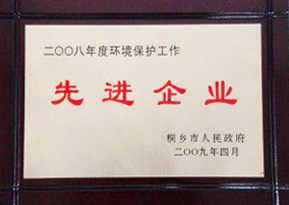 二〇〇八年度环境保护工作
先进企业
桐乡市人民政府
二〇〇九年四月